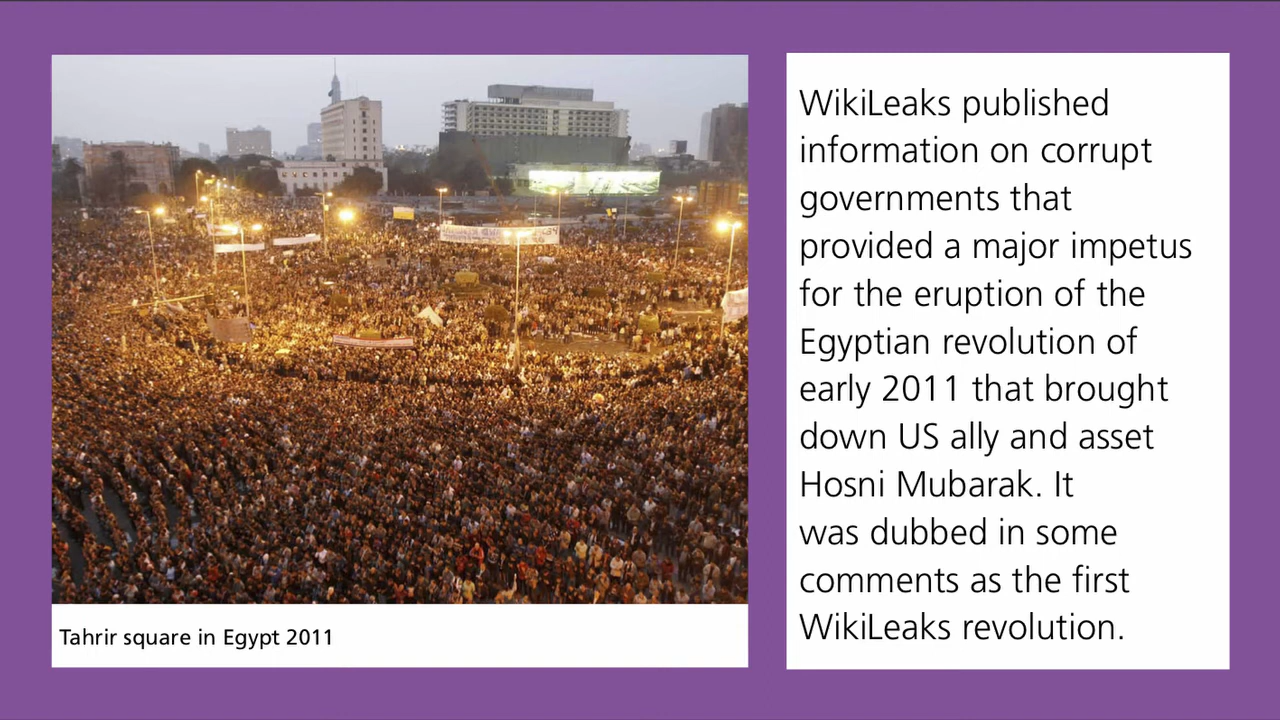 WikiLeaks published
information on corrupt
governments that
provided a major impetus
for the eruption of the
Egyptian revolution of
early 2011 that brought
down US ally and asset
Hosni Mubarak. It
was dubbed in some
comments as the first
WikiLeaks revolution.
Tahrir square in Egypt 2011